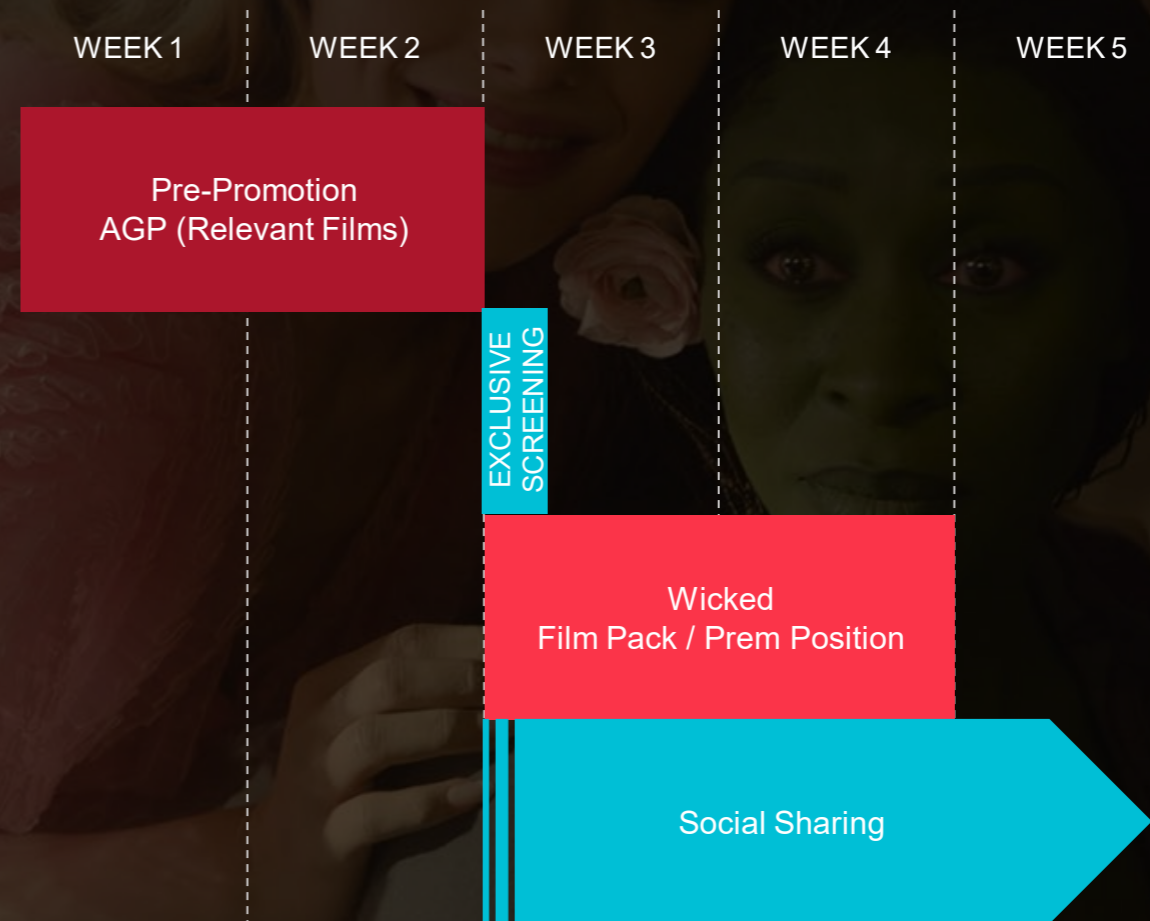 WEEK 1
WEEK 2
WEEK 3
WEEK 4
WEEK 5
Pre-Promotion
AGP (Relevant Films)
EXCLUSIVE
SCREENING
Wicked
Film Pack / Prem Position
Social Sharing